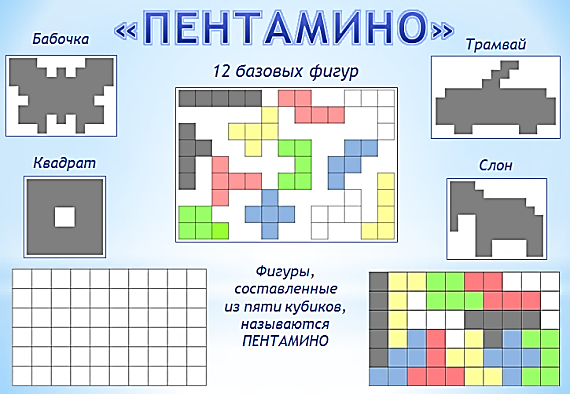 «ПЕНТАМИНО»
Бабочка
12 базовых фигур
Трамвай
Квадрат
Слон
Фигуры,
составленные
из пяти кубиков,
называются
ПЕНТАМИНО